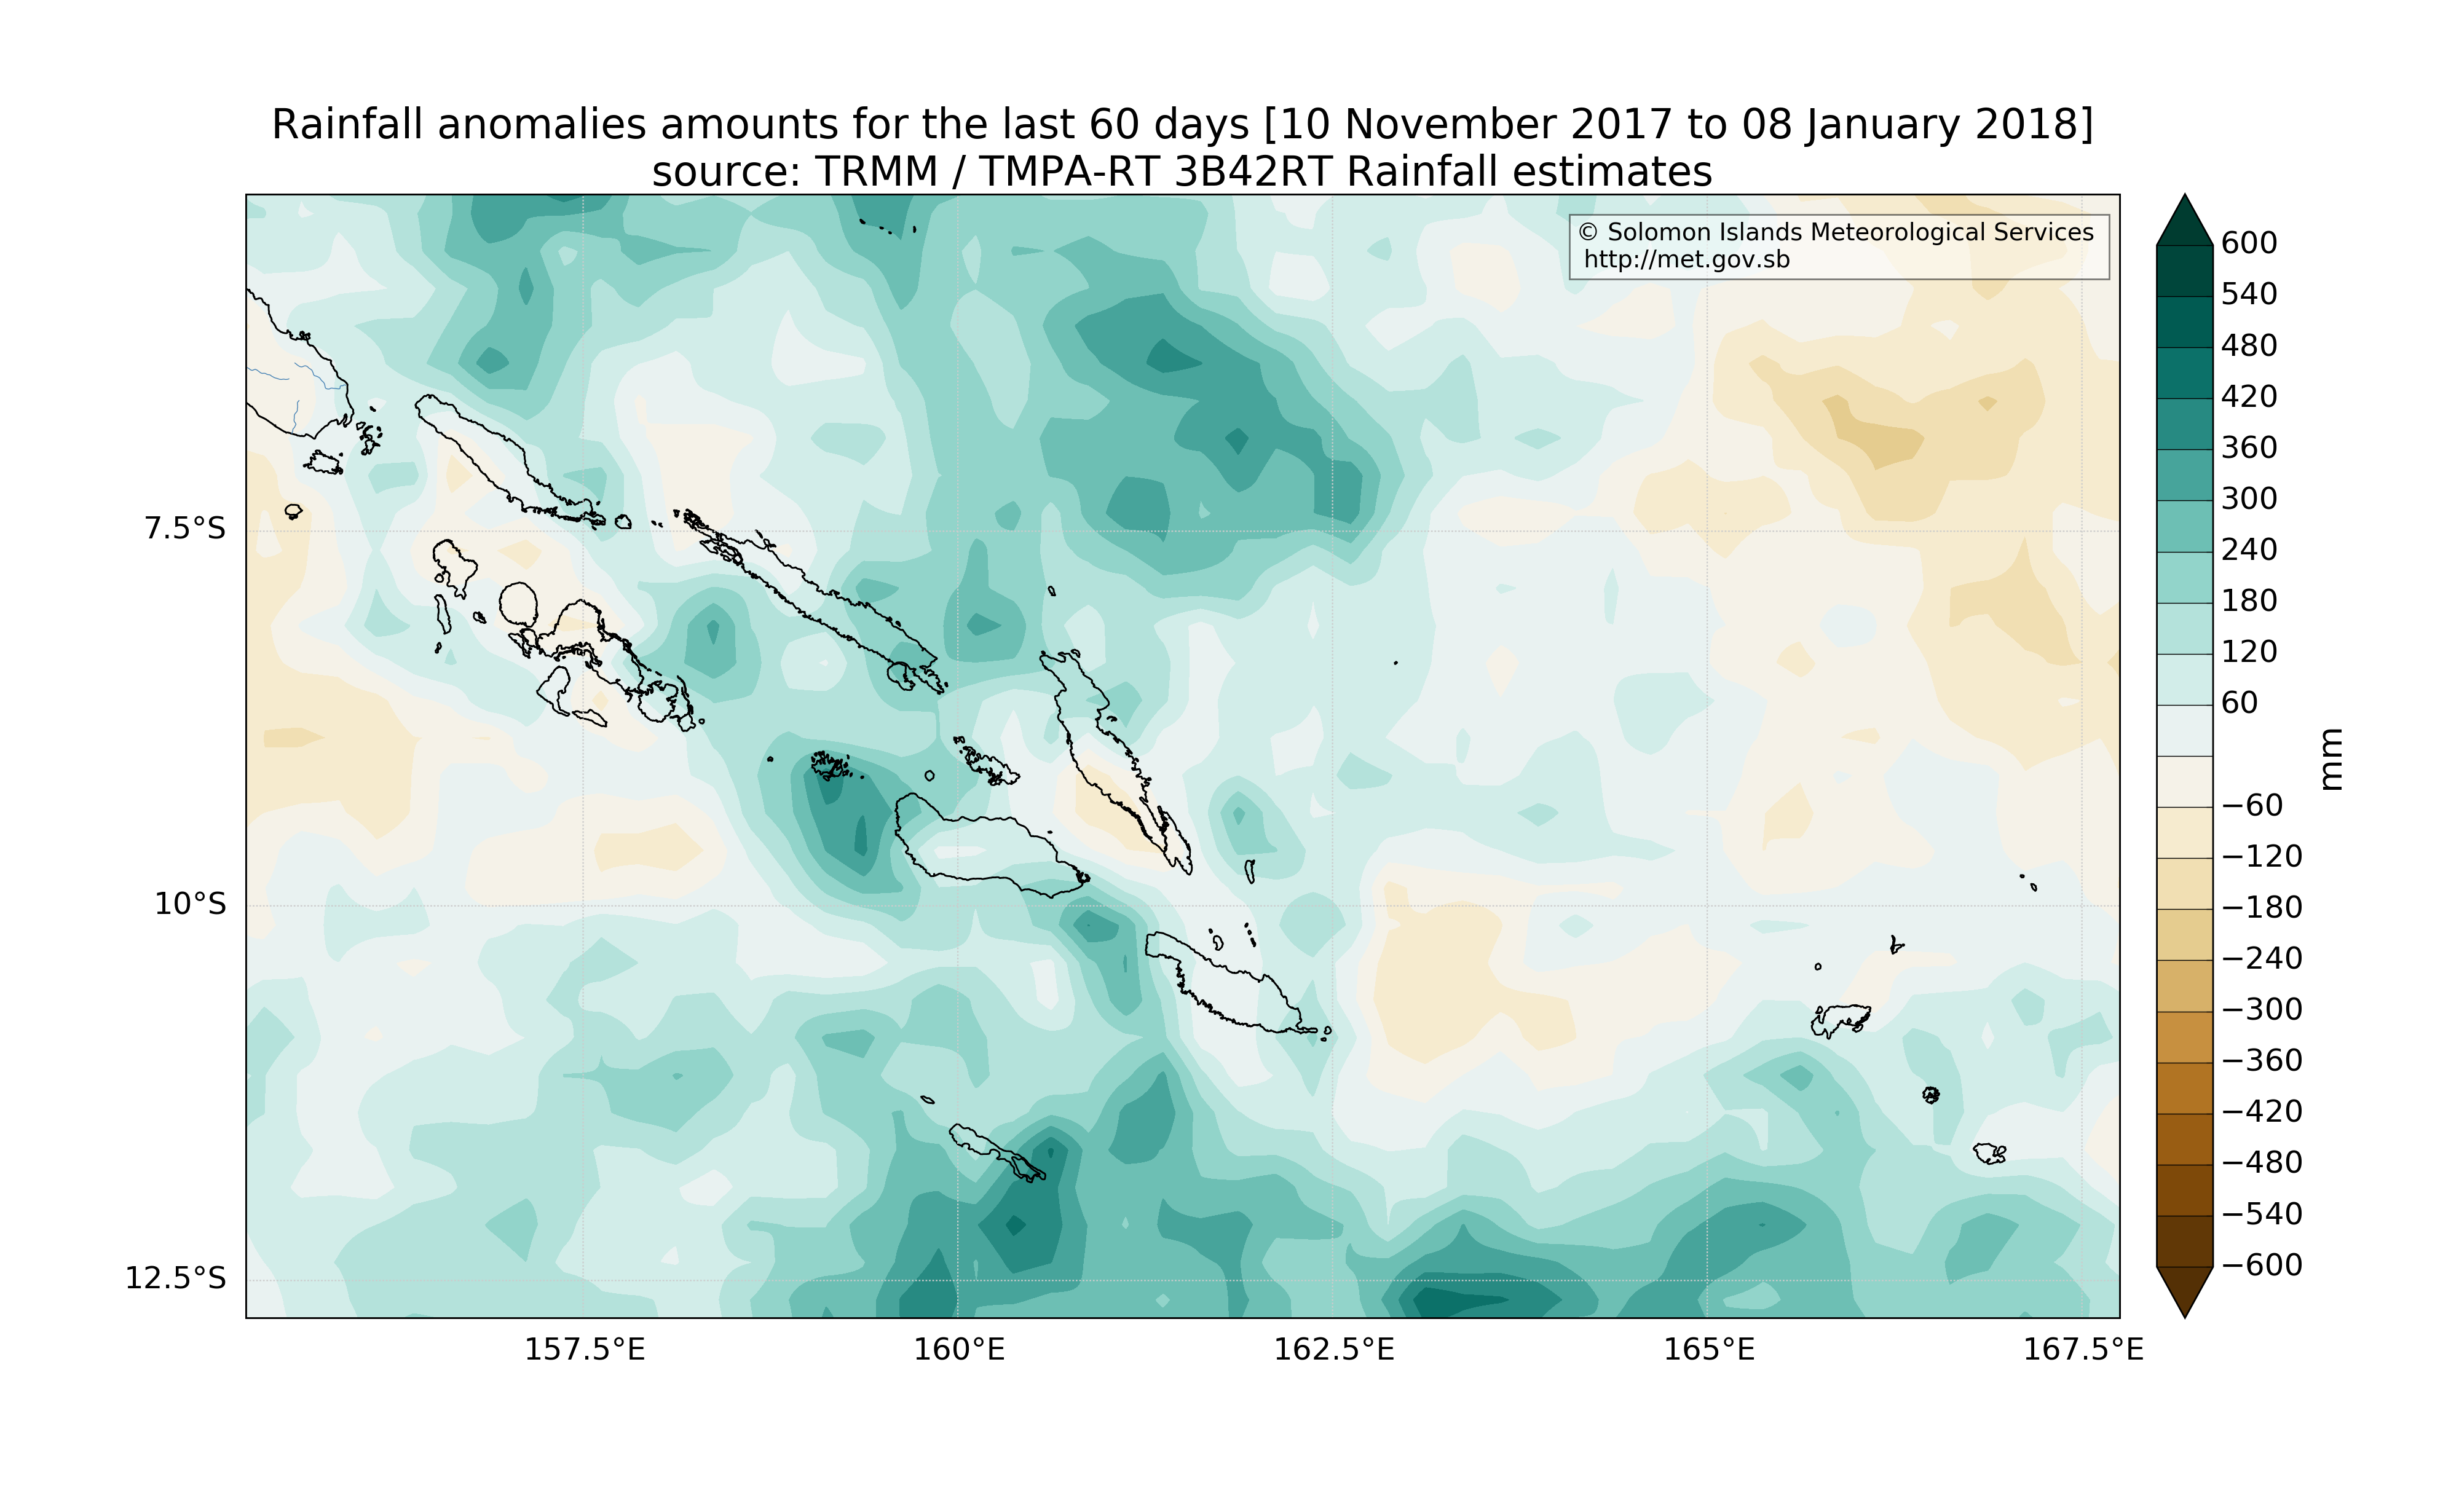 Rainfall anomalies amounts for the last 60 days [10 November 2017 to 08 January 2018]
source: TRMM / TMPA-RT 3B42RT Rainfall estimates
© Solomon Islands Meteorological Services
http://met.gov.sb
7.5°S
10°S
12.5°S
157.5°E
160°E
162.5°E
165°E
167.5°E
600
540
480
420
360
300
240
180
120
60
−60
−120
−180
−240
−300
−360
−420
−480
−540
−600
mm